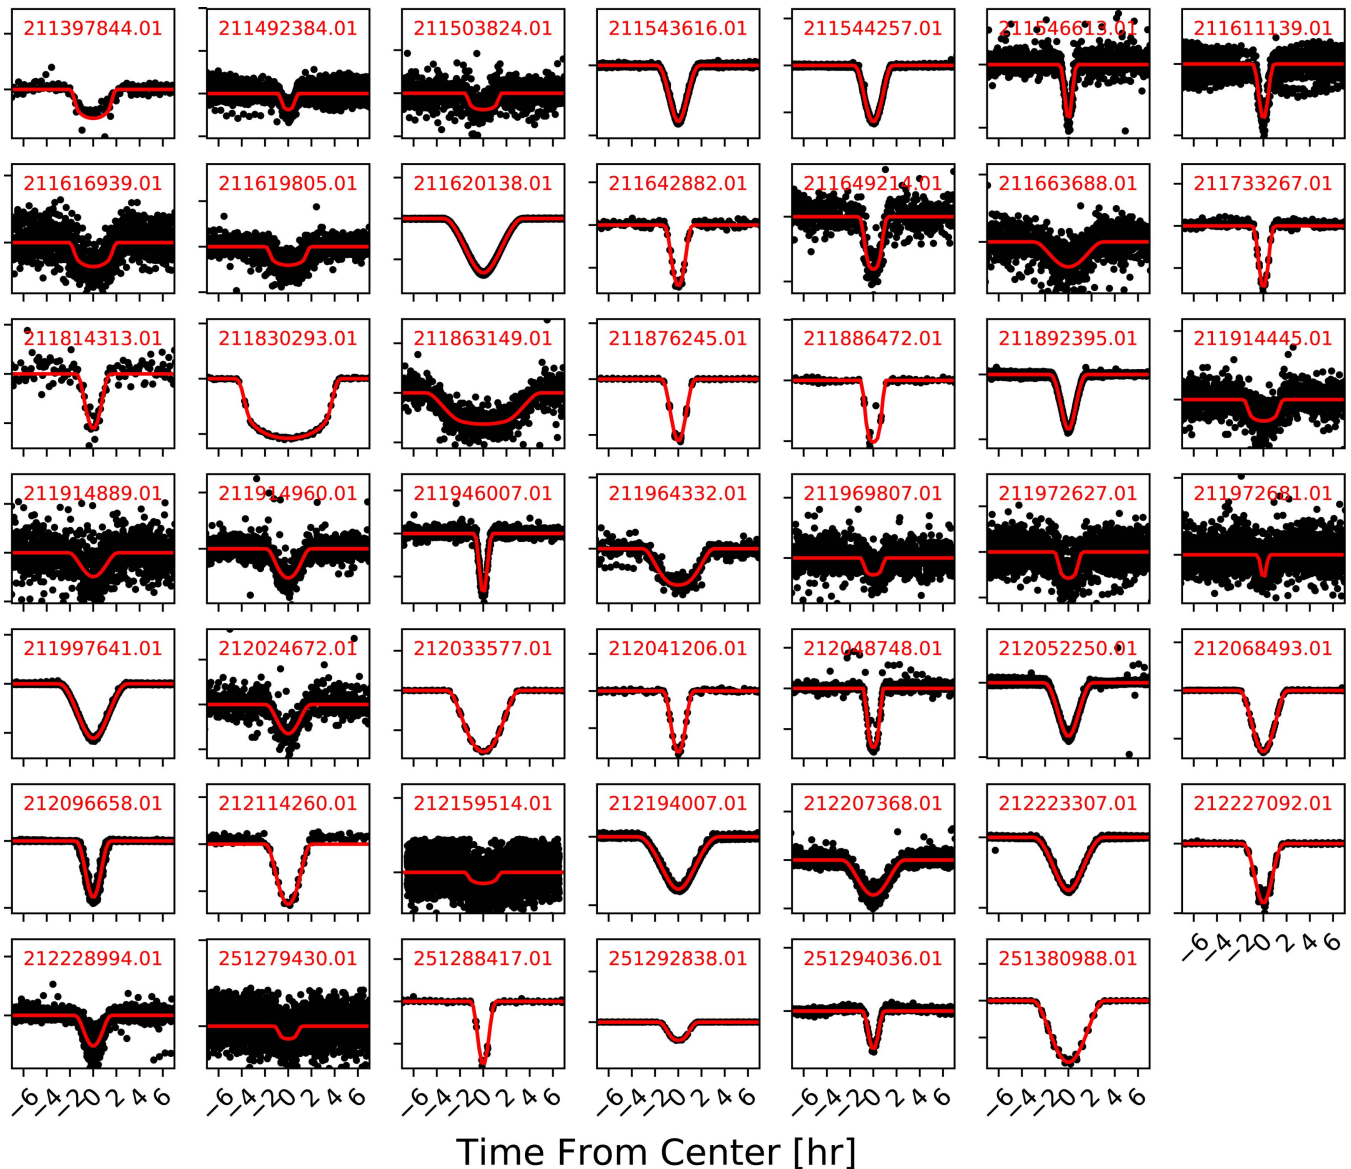 211397844.01 211492384.01 211503824.01 211543616.01 211544257.01 211546613.01 211611139.01
211616939.01 211619805.01 211620138.01 211642882.01 211649214.01 211663688.01 211733267.01
211814313.01 211830293.01 211863149.01 211876245.01 211886472.01 211892395.01 211914445.01
211914889.01 211914960.01 211946007.01 211964332.01 211969807.01 211972627.01 211972681.01
211997641.01 212024672.01 212033577.01 212041206.01 212048748.01 212052250.01 212068493.01
212096658.01 212114260.01 212159514.01 212194007.01 212207368.01 212223307.01 212227092.01
−6 −4 −2 0 2 4 6
212228994.01 251279430.01 251288417.01 251292838.01 251294036.01 251380988.01
−6 −4 −2 0 2 4 6 −6 −4 −2 0 2 4 6 −6 −4 −2 0 2 4 6 −6 −4 −2 0 2 4 6 −6 −4 −2 0 2 4 6 −6 −4 −2 0 2 4 6
Time From Center [hr]